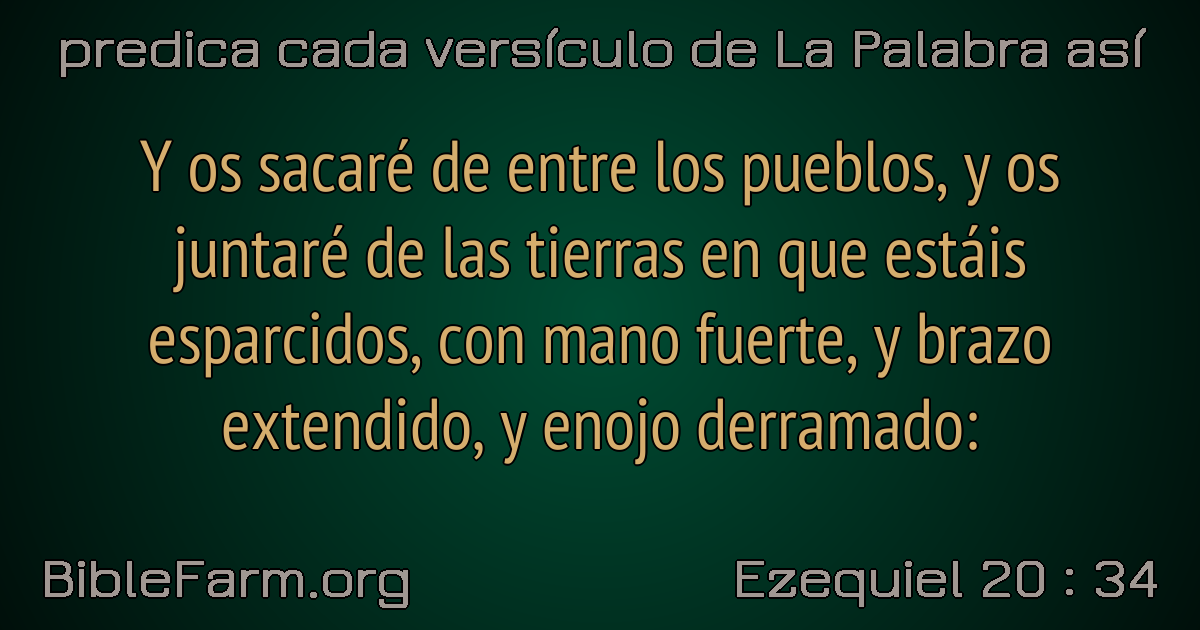 predica cada versículo de La Palabra así
Y os sacaré de entre los pueblos, y os
juntaré de las tierras en que estáis
esparcidos, con mano fuerte, y brazo
extendido, y enojo derramado:
BibleFarm.org
Ezequiel 20 : 34